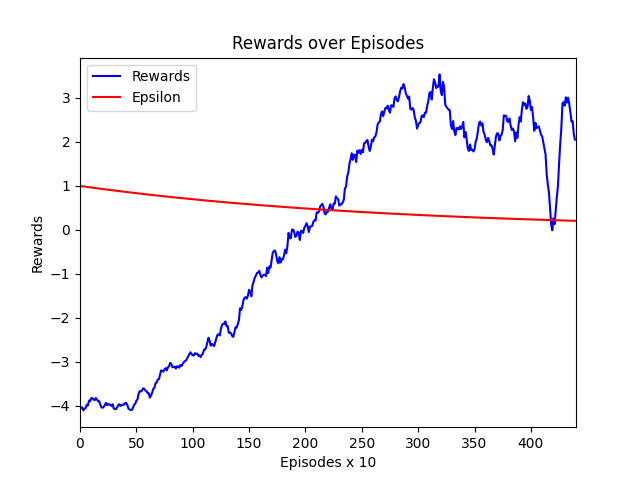 Rewards over Episodes
Rewards
Epsilon
3
2
1
0
−1
−2
−3
−4
Rewards
0 50 100 150 200 250 300 350 400
Episodes x 10